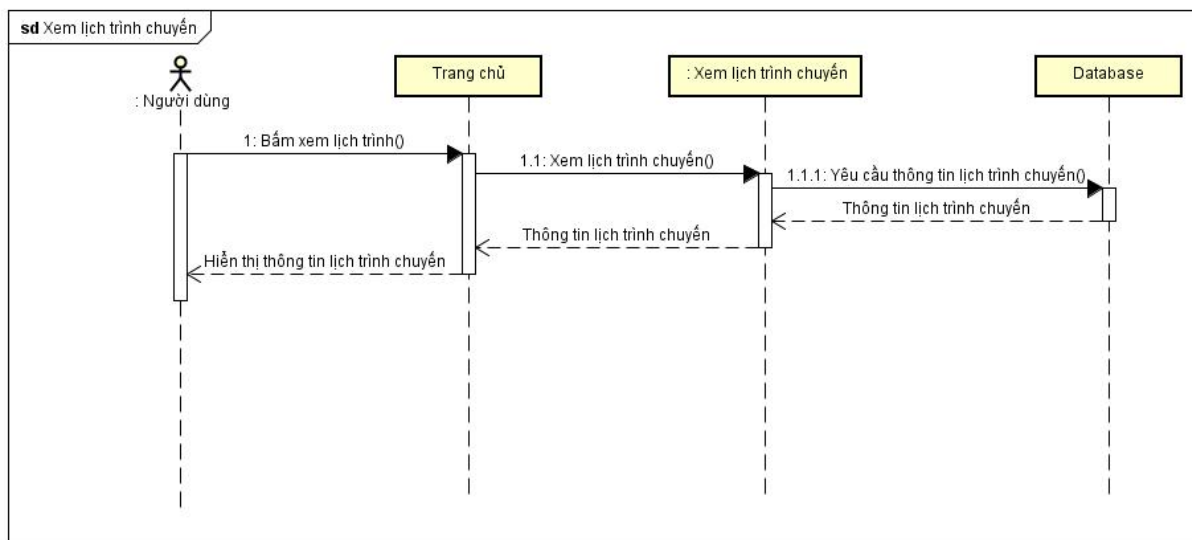 sd Xem lịch trình chuyến
: Người dùng
Trang chủ
: Xem lịch trình chuyến
Database
1: Bấm xem lịch trình()
1.1: Xem lịch trình chuyến()
1.1.1: Yêu cầu thông tin lịch trình chuyến()
Thông tin lịch trình chuyến
Thông tin lịch trình chuyến
Hiển thị thông tin lịch trình chuyến